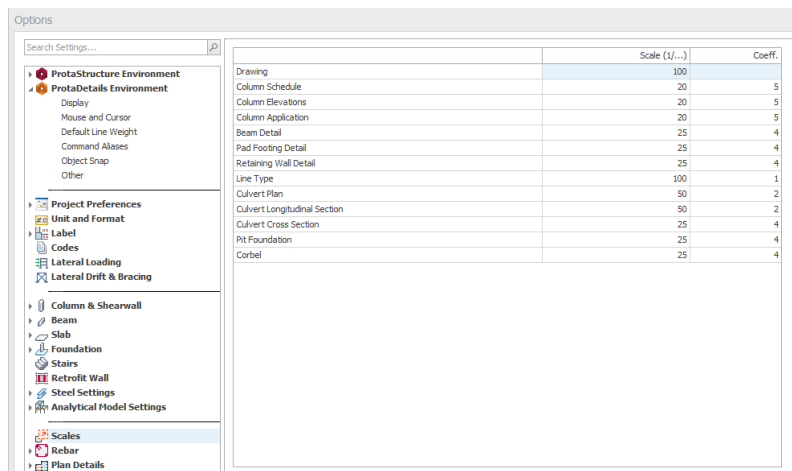 Options
Search Settings...
ProtaStructure Environment
ProtaDetails Environment
Display
Mouse and Cursor
Default Line Weight
Command Aliases
Object Snap
Other
Project Preferences
Unit and Format
Label
Codes
Lateral Loading
Lateral Drift & Bracing
Column & Shearwall
Beam
Slab
Foundation
Stairs
Retrofit Wall
Steel Settings
Analytical Model Settings
Scales
Rebar
Plan Details
Scale (1/...) Coeff.
Drawing 100
Column Schedule 20 5
Column Elevations 20 5
Column Application 20 5
Beam Detail 25 4
Pad Footing Detail 25 4
Retaining Wall Detail 25 4
Line Type 100 1
Culvert Plan 50 2
Culvert Longitudinal Section 50 2
Culvert Cross Section 25 4
Pit Foundation 25 4
Corbel 25 4